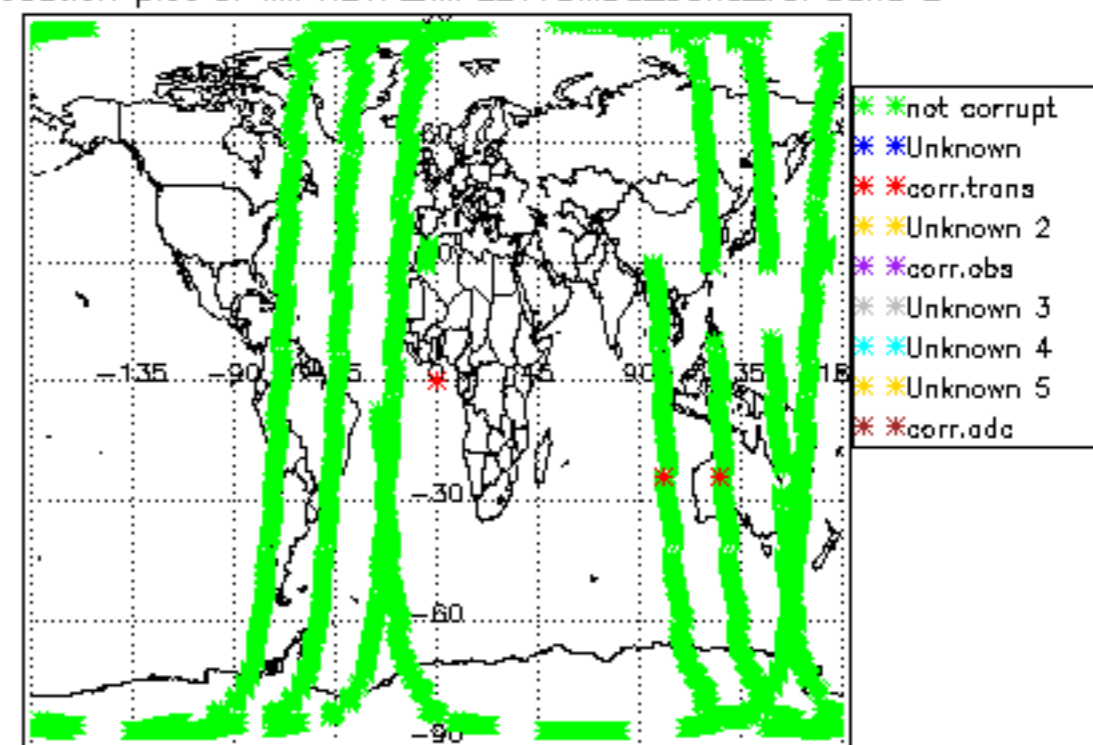 not corrupt
Unknown
corr.trans
Unknown 2
corr.obs
Unknown 3
Unknown 4
Unknown 5
corr.adc
60
-135
-90
45
90
-30
-60
-90